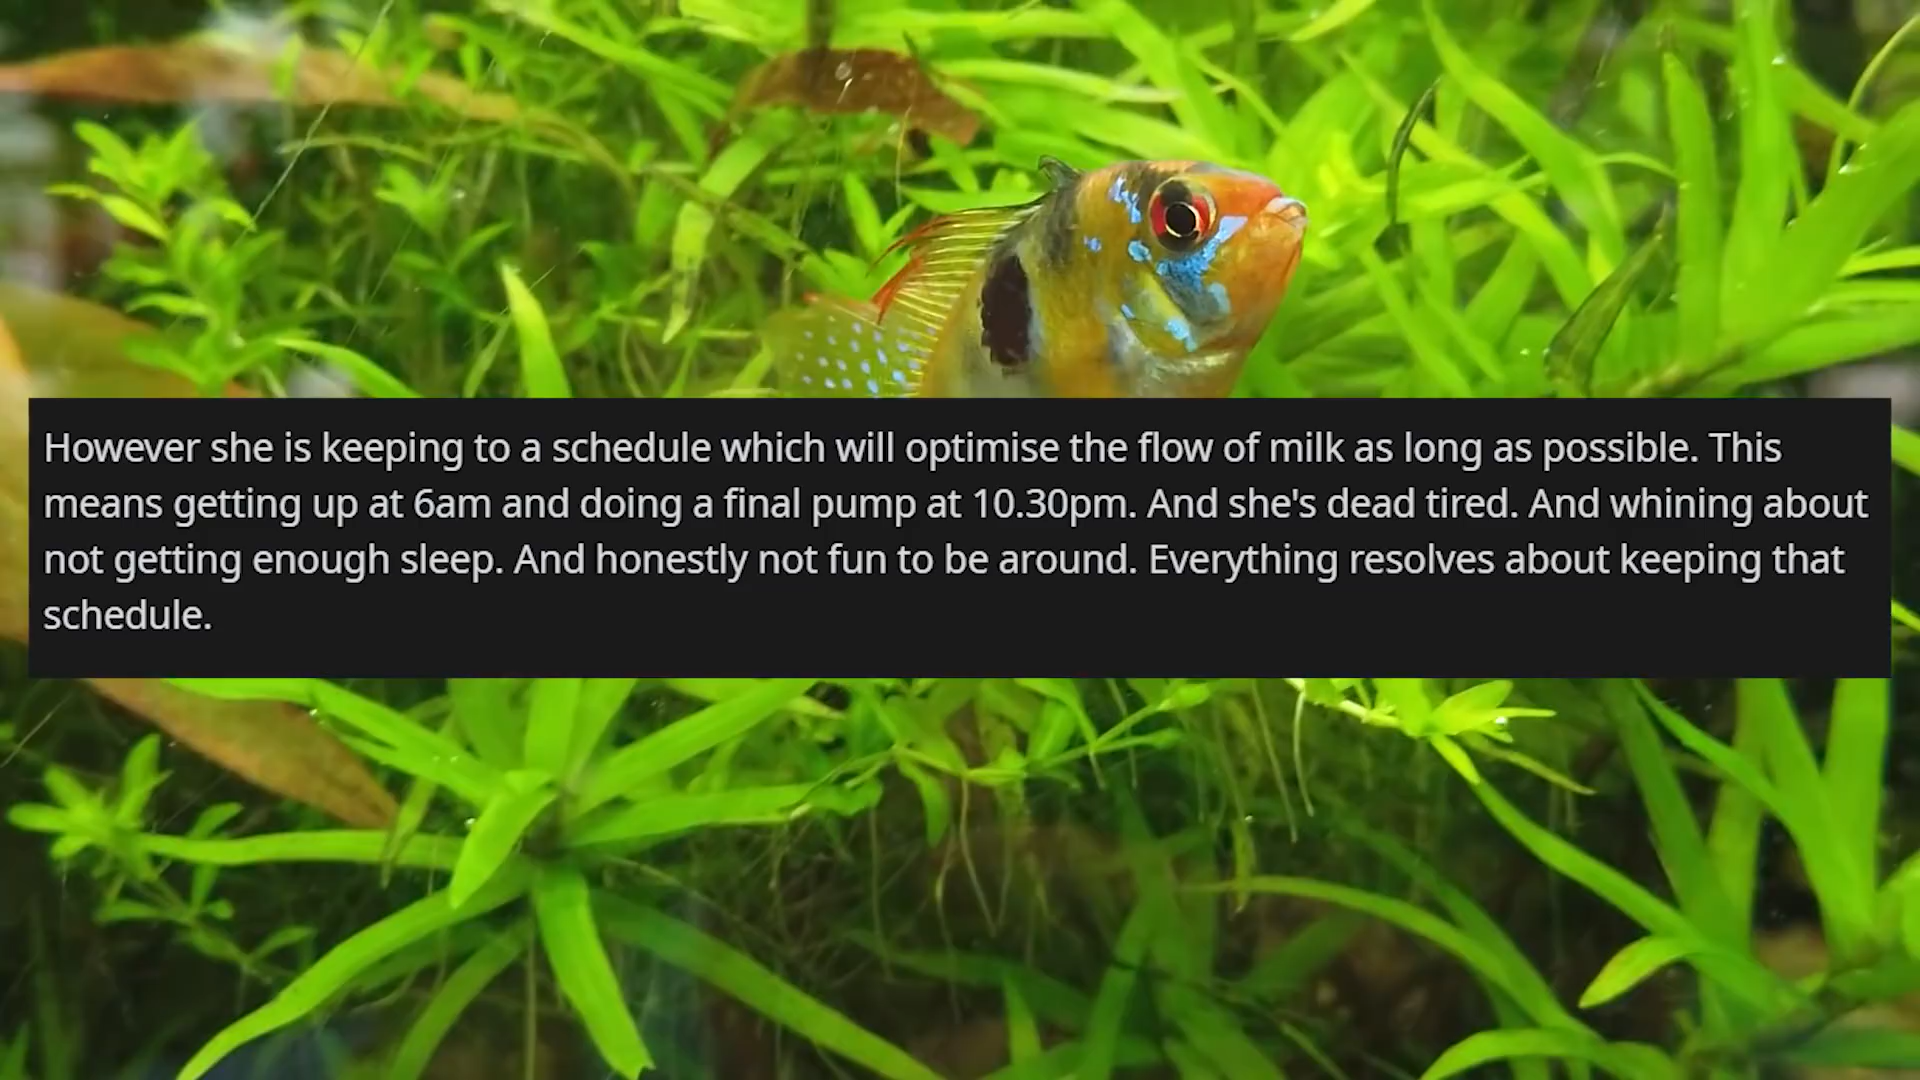 However she is keeping to a schedule which will optimise the flow of milk as long as possible. This
means getting up at 6am and doing a final pump at 10.30pm. And she's dead tired. And whining about
not getting enough sleep. And honestly not fun to be around. Everything resolves about keeping that
schedule.